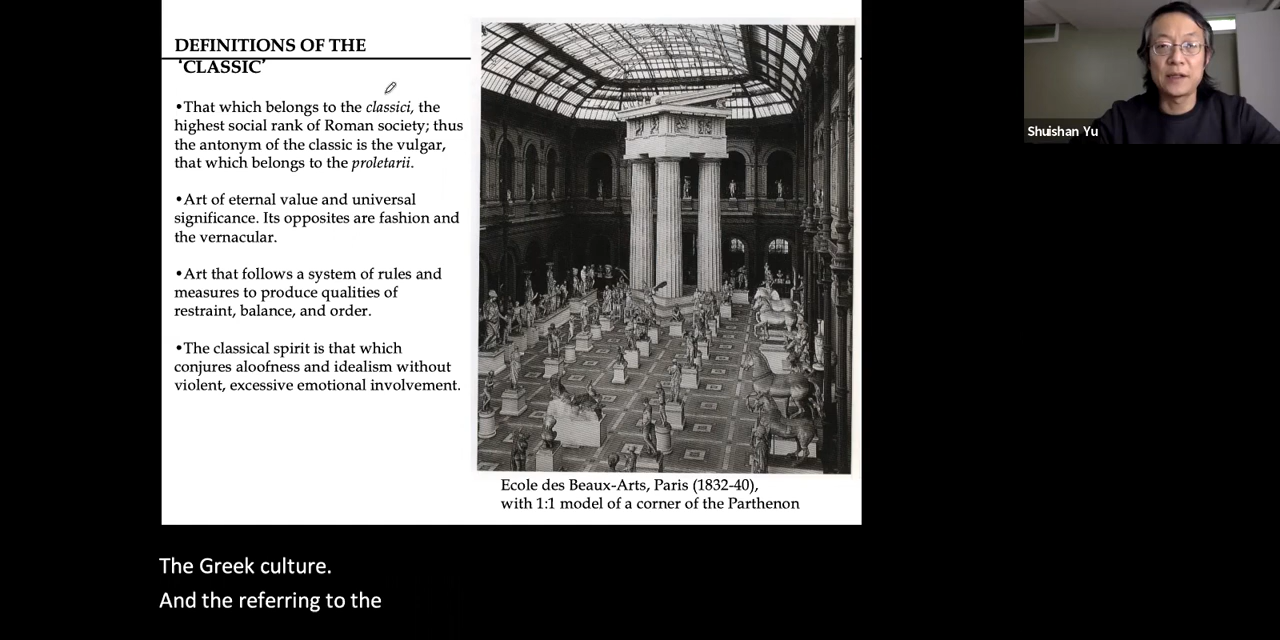 DEFINITIONS OF THE
‘CLASSIC’
•That which belongs to the classici, the
highest social rank of Roman society; thus
the antonym of the classic is the vulgar,
that which belongs to the proletarii.
•Art of eternal value and universal
significance. Its opposites are fashion and
the vernacular.
•Art that follows a system of rules and
measures to produce qualities of
restraint, balance, and order.
•The classical spirit is that which
conjures aloofness and idealism without
violent, excessive emotional involvement.
Ecole des Beaux-Arts, Paris (1832-40),
with 1:1 model of a corner of the Parthenon
Shuishan Yu
The Greek culture.
And the referring to the